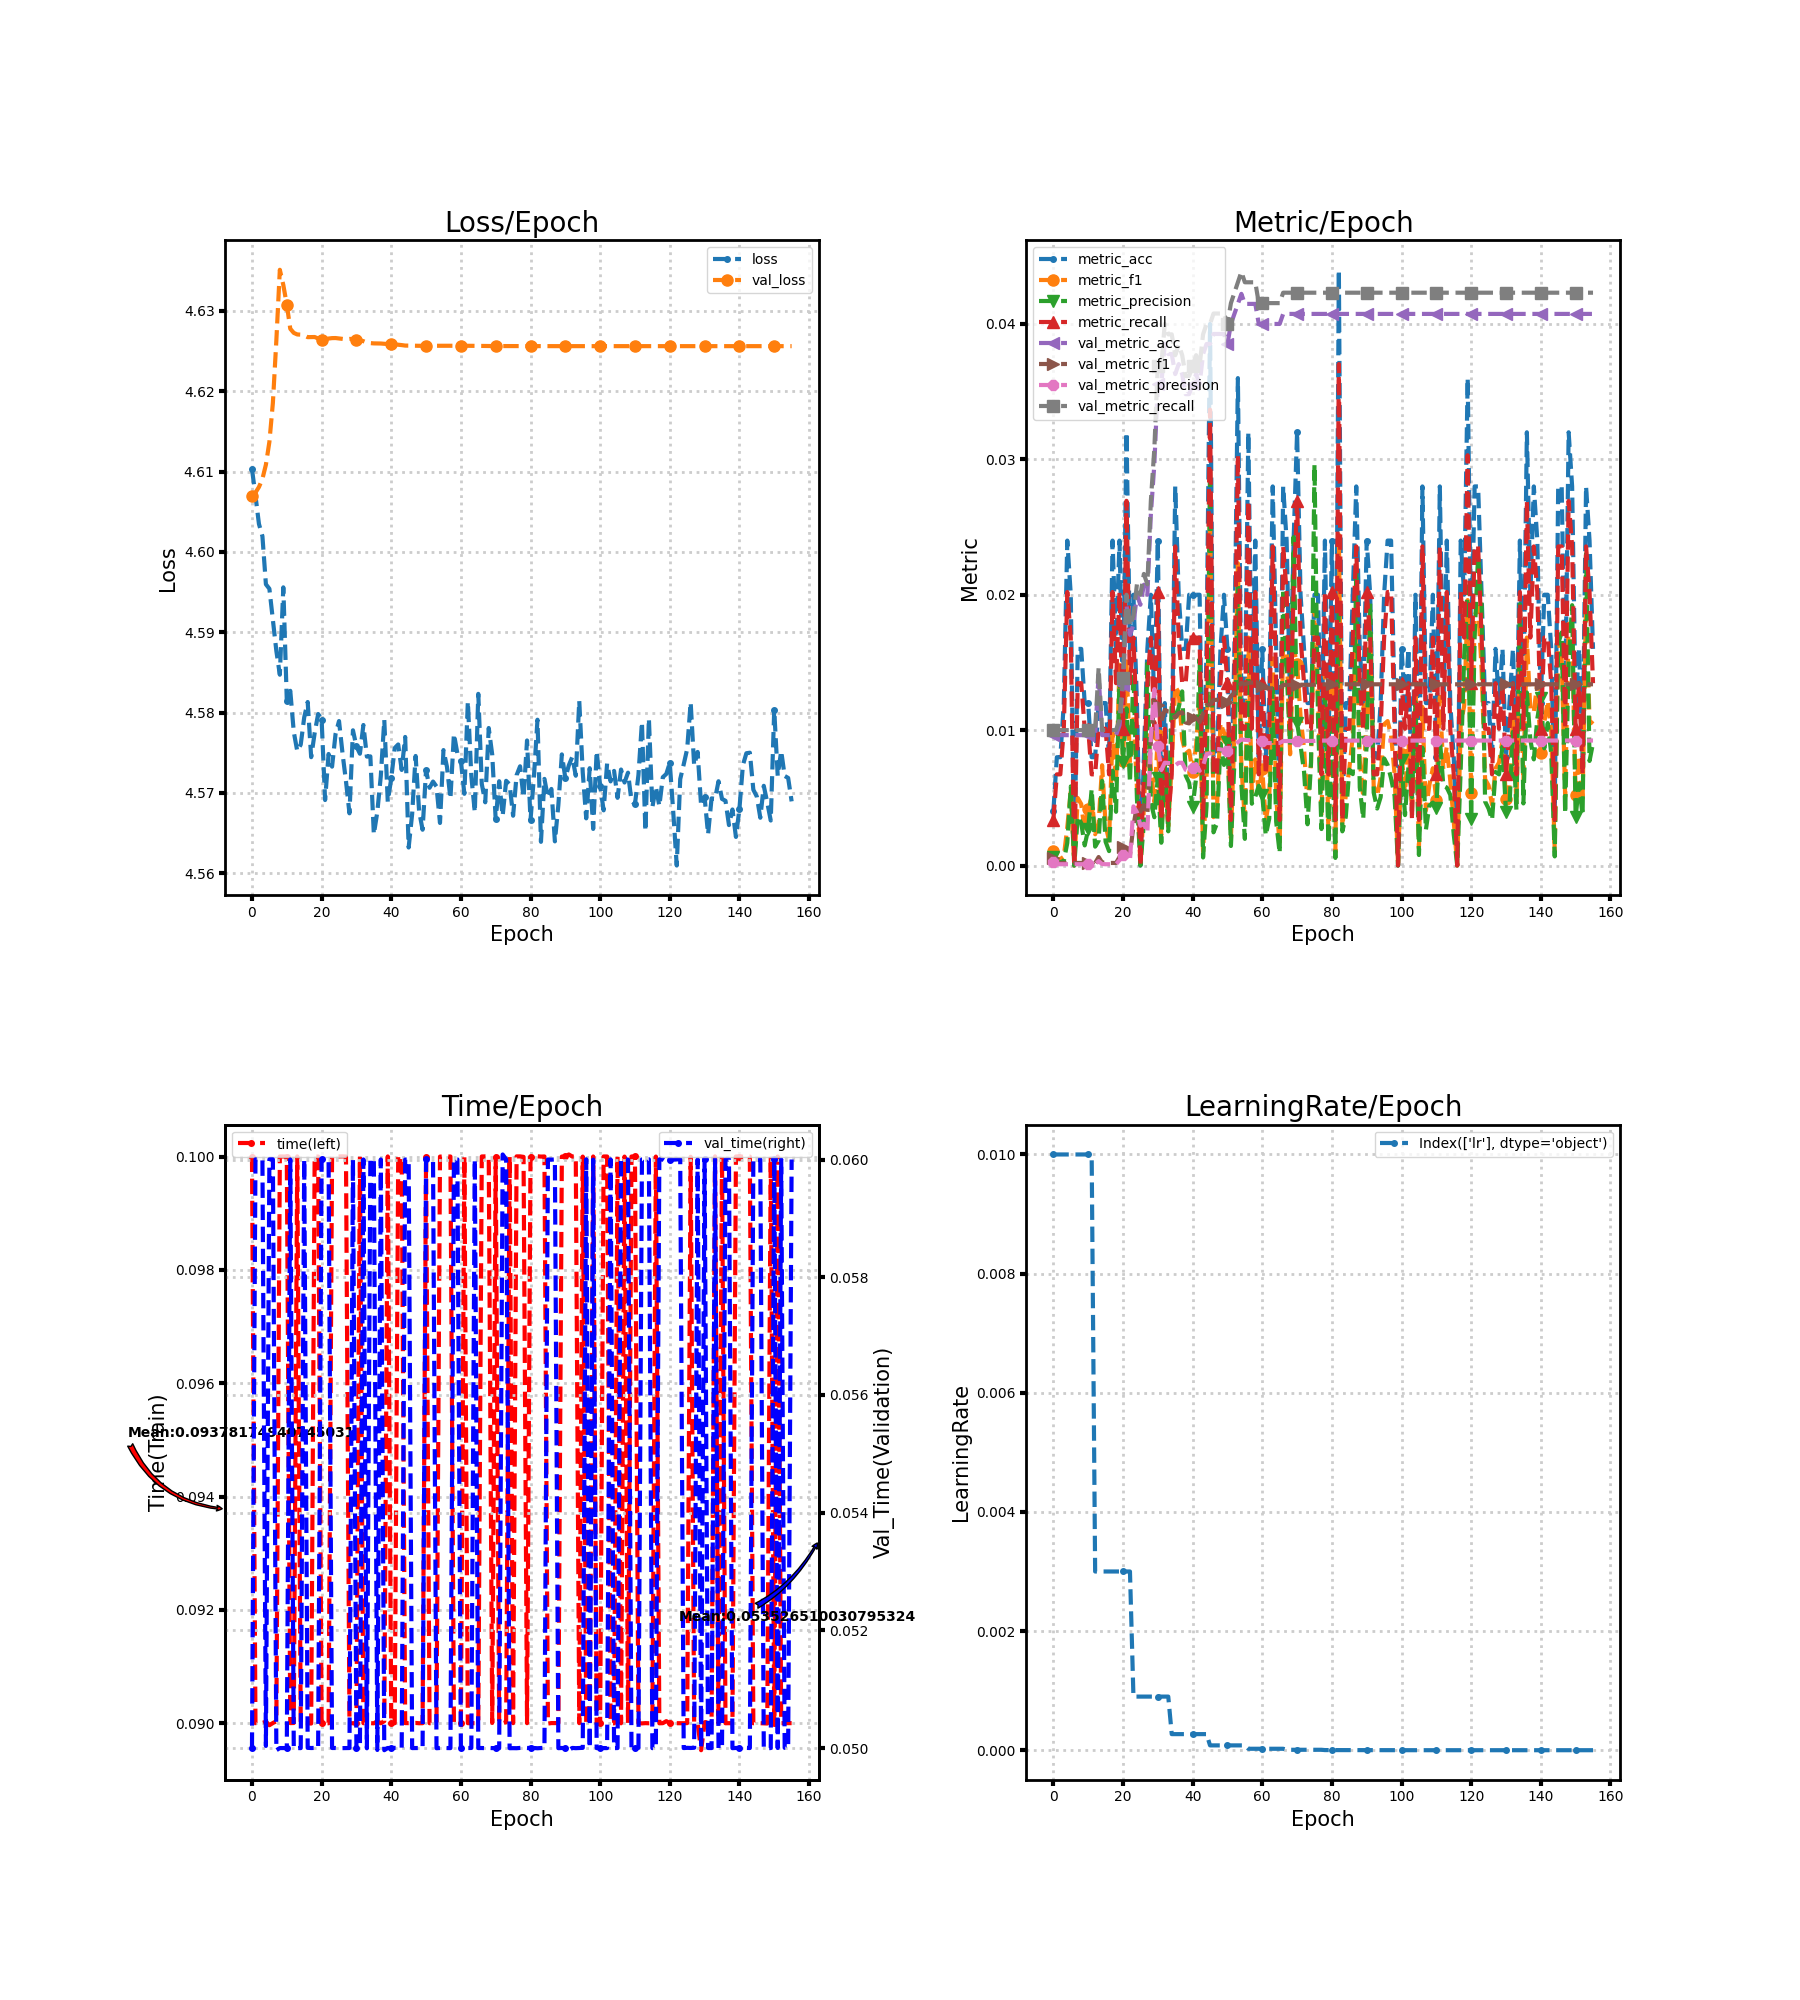 Loss/Epoch
loss
val_loss
4.63
4.62
4.61
4.60
4.59
4.58
4.57
4.56
Loss
0 20 40 60 80 100 120 140 160
Epoch
Metric/Epoch
metric_acc
metric_f1
metric_precision
metric_recall
val_metric_acc
val_metric_f1
val_metric_precision
val_metric_recall
0.04
0.03
0.02
0.01
0.00
Metric
0 20 40 60 80 100 120 140 160
Epoch
Time/Epoch
time(left)
val_time(right)
0.100
0.098
0.096
0.094
0.092
0.090
Time(Train)
0.060
0.058
0.056
0.054
0.052
0.050
Val_Time(Validation)
0 20 40 60 80 100 120 140 160
Epoch
LearningRate/Epoch
Index(['lr'], dtype='object')
0.010
0.008
0.006
0.004
0.002
0.000
LearningRate
0 20 40 60 80 100 120 140 160
Epoch